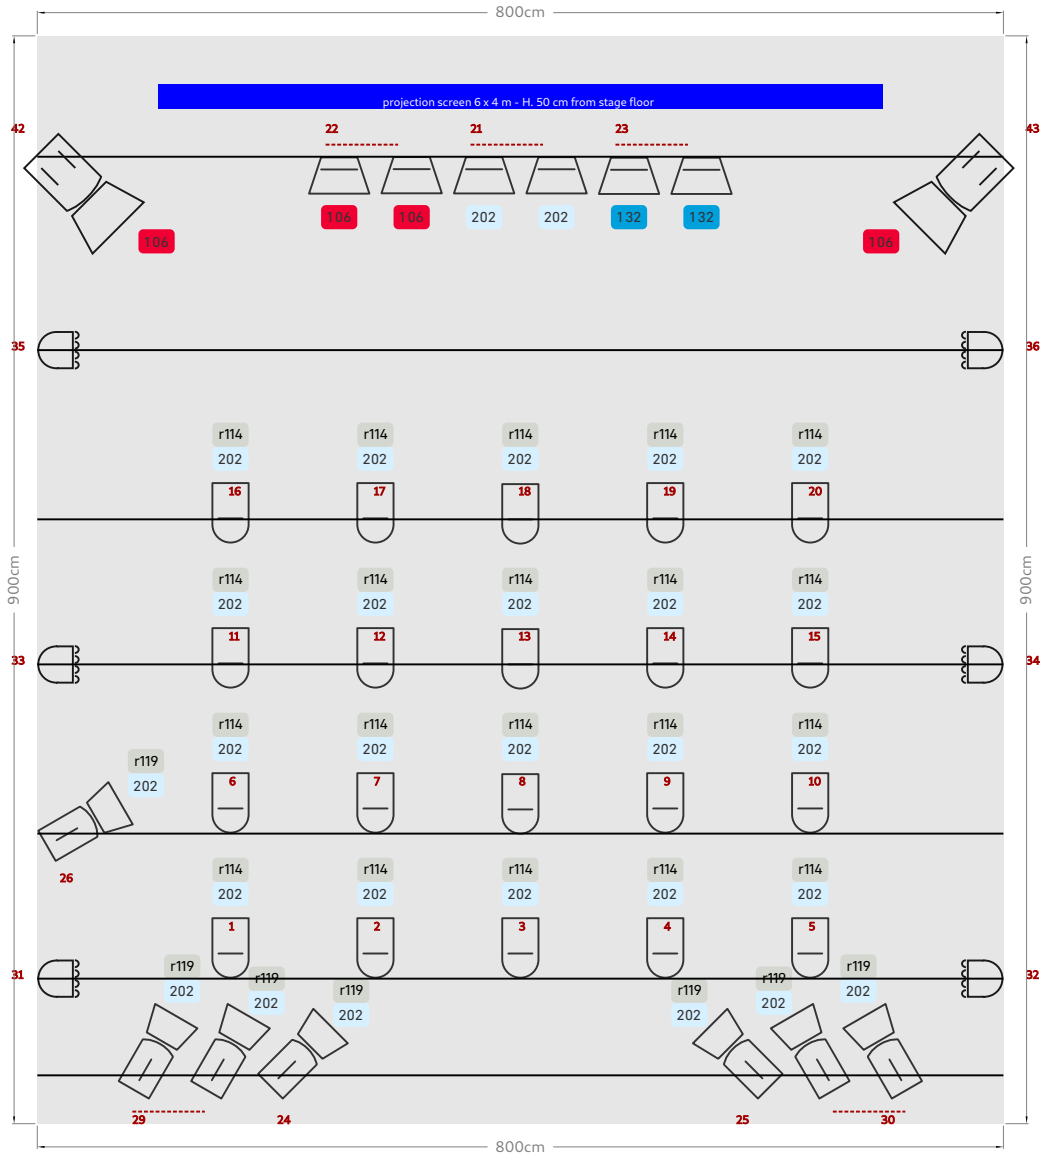 800cm
projection screen 6 x 4 m - H. 50 cm from stage floor
42
22
21
23
43
106
106
202
202
132
132
106
106
35
36
r114
r114
r114
r114
r114
202
202
202
202
202
16
17
18
19
20
900cm
900cm
r114
r114
r114
r114
r114
202
202
202
202
202
11
12
13
14
15
33
34
r114
r114
r114
r114
r114
202
202
202
202
202
r119
202
6
7
8
9
10
26
r114
r114
r114
r114
r114
202
202
202
202
202
1
2
3
4
5
31
32
r119
202
r119
202
r119
202
r119
202
r119
202
r119
202
29
24
25
30
800cm